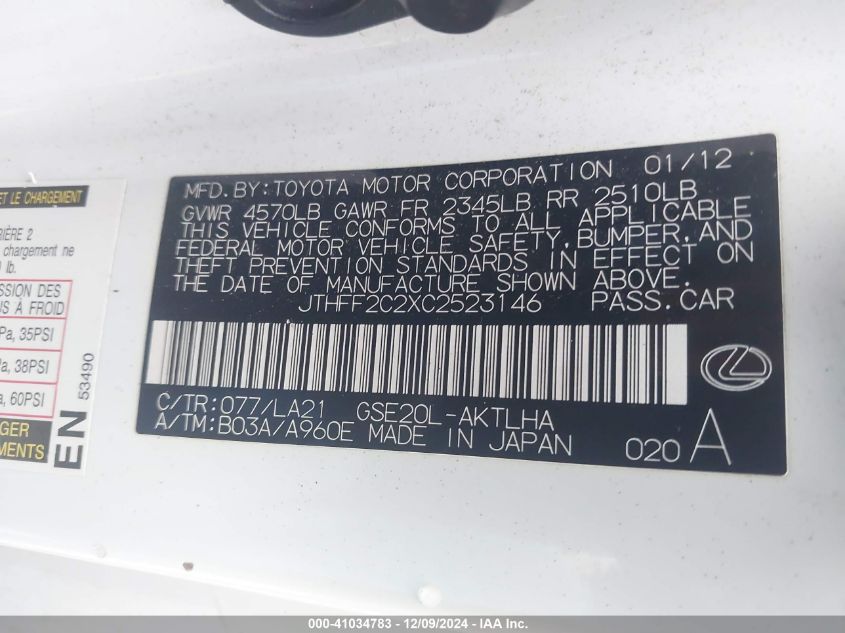 MFD. BY: TOYOTA MOTOR CORPORATION 01/12
GVWR 4570LB GAWR FR 2345LB RR 2510LB
THIS VEHICLE CONFORMS TO ALL APPLICABLE
FEDERAL MOTOR VEHICLE SAFETY, BUMPER, AND
THEFT PREVENTION STANDARDS IN EFFECT ON
THE DATE OF MANUFACTURE SHOWN ABOVE.
JTHFF2C2XC2523146 PASS.CAR
C/TR: 077/LA21 GSE20L-AKTLHA
A/TM: B03A/A960E MADE IN JAPAN
020 A
ET LE CHARGEMENT
RIÈRE 2
chargement ne
lb.
SSION DES
US À FROID
Pa, 35PSI
Pa, 38PSI
a, 60PSI
GER
EMENTS
EN 53490
000-41034783 - 12/09/2024 - IAA Inc.